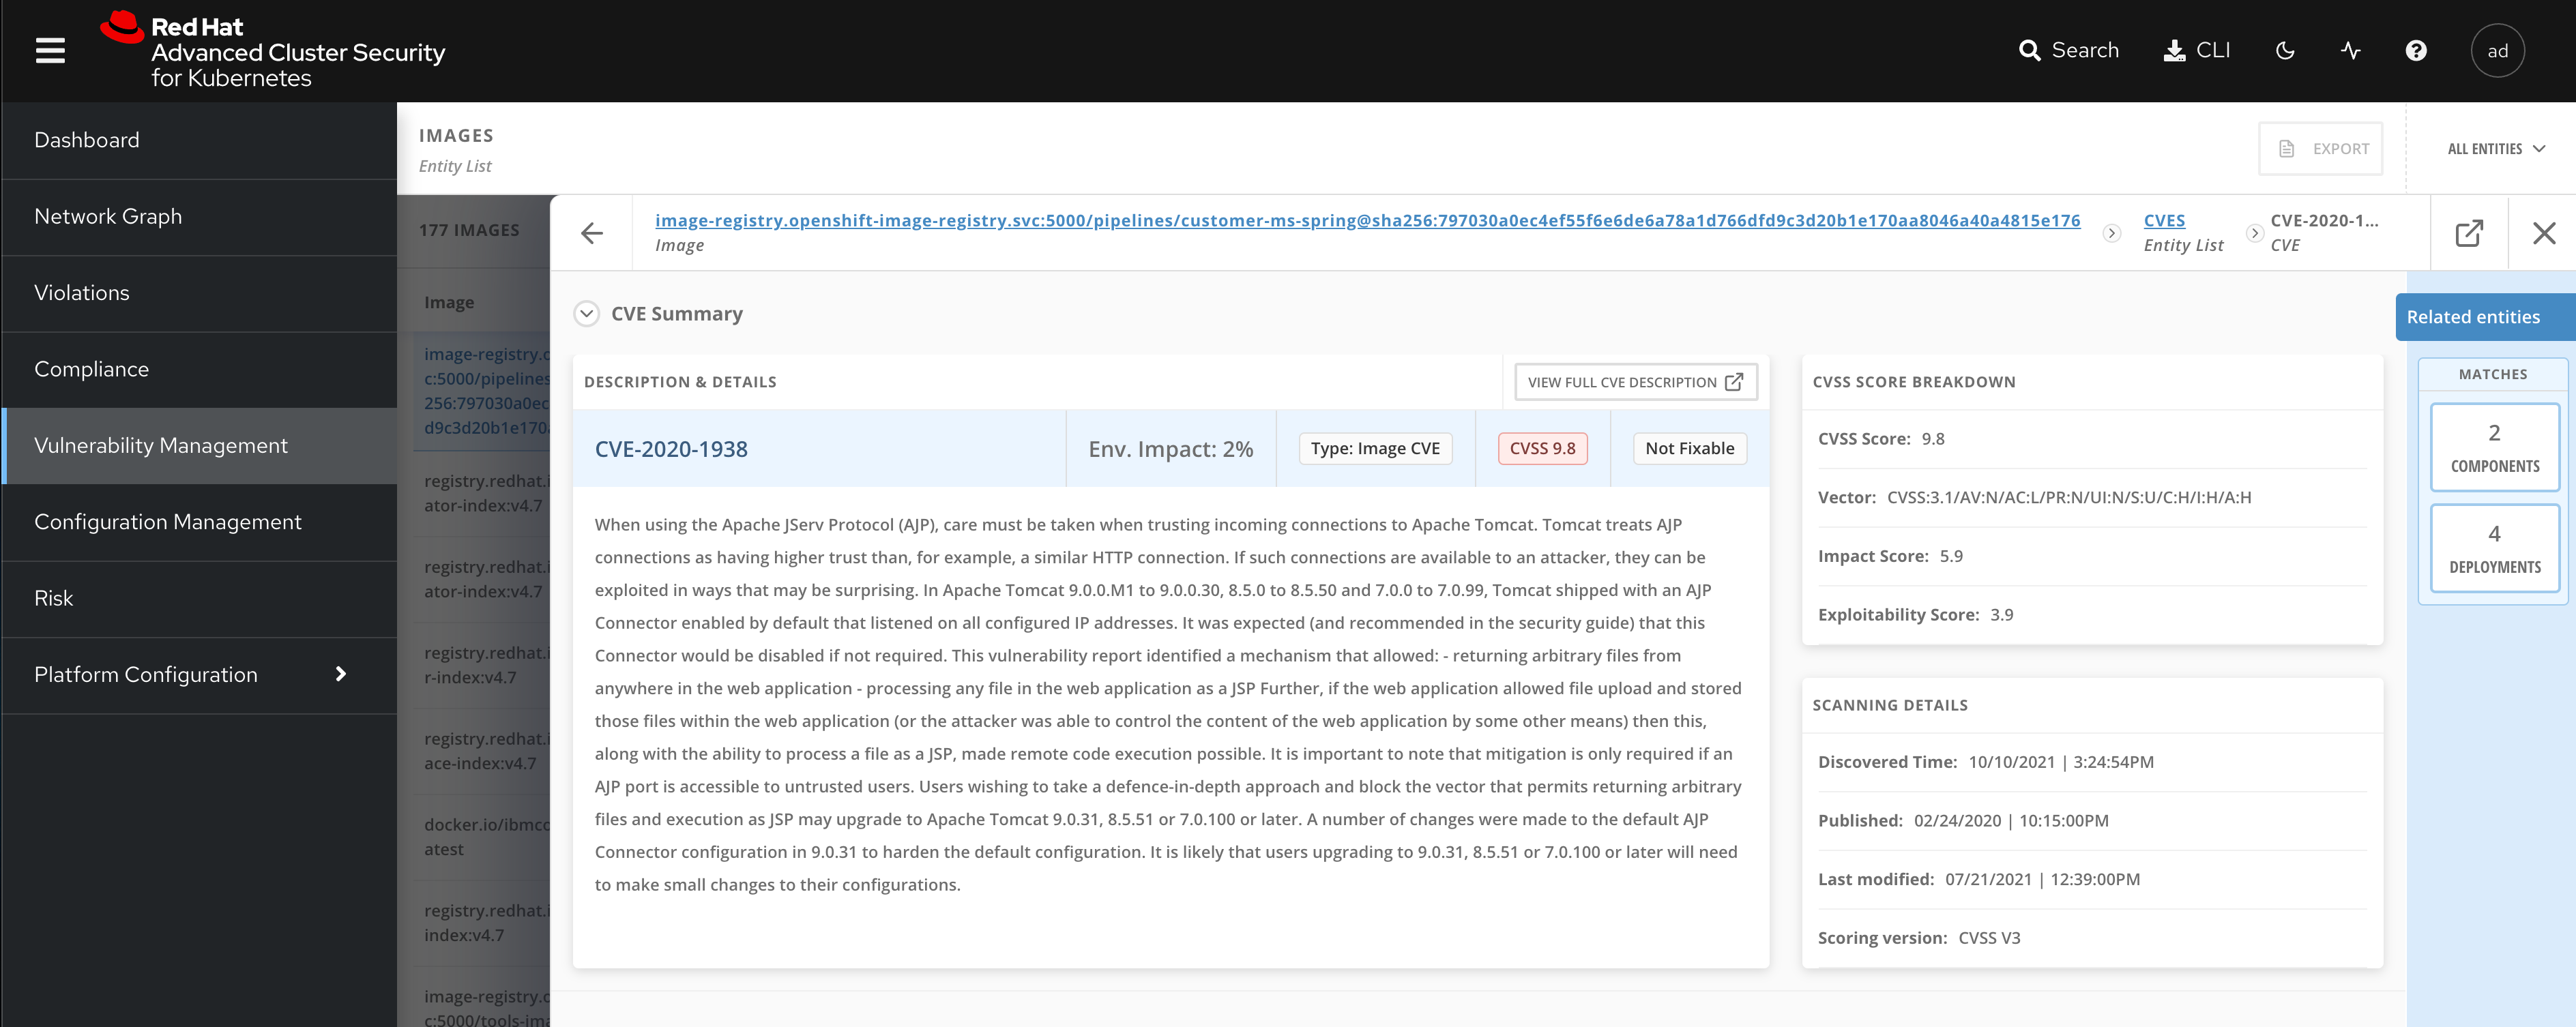 Red Hat
Advanced Cluster Security
for Kubernetes
Search
CLI
ad
Dashboard
Network Graph
Violations
Compliance
Vulnerability Management
Configuration Management
Risk
Platform Configuration
IMAGES
Entity List
EXPORT
ALL ENTITIES
177 IMAGES
Image
image-registry.o
c:5000/pipelines
256:797030a0ec
d9c3d20b1e170a
registry.redhat.i
ator-index:v4.7
registry.redhat.i
ator-index:v4.7
registry.redhat.i
r-index:v4.7
registry.redhat.i
ace-index:v4.7
docker.io/ibmcc
atest
registry.redhat.i
index:v4.7
image-registry.o
c:5000/tools-ima
image-registry.openshift-image-registry.svc:5000/pipelines/customer-ms-spring@sha256:797030a0ec4ef55f6e6de6a78a1d766dfd9c3d20b1e170aa8046a40a4815e176
Image
CVES
Entity List
CVE-2020-1...
CVE
CVE Summary
DESCRIPTION & DETAILS
VIEW FULL CVE DESCRIPTION
CVE-2020-1938
Env. Impact: 2%
Type: Image CVE
CVSS 9.8
Not Fixable
When using the Apache JServ Protocol (AJP), care must be taken when trusting incoming connections to Apache Tomcat. Tomcat treats AJP
connections as having higher trust than, for example, a similar HTTP connection. If such connections are available to an attacker, they can be
exploited in ways that may be surprising. In Apache Tomcat 9.0.0.M1 to 9.0.0.30, 8.5.0 to 8.5.50 and 7.0.0 to 7.0.99, Tomcat shipped with an AJP
Connector enabled by default that listened on all configured IP addresses. It was expected (and recommended in the security guide) that this
Connector would be disabled if not required. This vulnerability report identified a mechanism that allowed: - returning arbitrary files from
anywhere in the web application - processing any file in the web application as a JSP Further, if the web application allowed file upload and stored
those files within the web application (or the attacker was able to control the content of the web application by some other means) then this,
along with the ability to process a file as a JSP, made remote code execution possible. It is important to note that mitigation is only required if an
AJP port is accessible to untrusted users. Users wishing to take a defence-in-depth approach and block the vector that permits returning arbitrary
files and execution as JSP may upgrade to Apache Tomcat 9.0.31, 8.5.51 or 7.0.100 or later. A number of changes were made to the default AJP
Connector configuration in 9.0.31 to harden the default configuration. It is likely that users upgrading to 9.0.31, 8.5.51 or 7.0.100 or later will need
to make small changes to their configurations.
CVSS SCORE BREAKDOWN
CVSS Score: 9.8
Vector: CVSS:3.1/AV:N/AC:L/PR:N/UI:N/S:U/C:H/I:H/A:H
Impact Score: 5.9
Exploitability Score: 3.9
SCANNING DETAILS
Discovered Time: 10/10/2021 | 3:24:54PM
Published: 02/24/2020 | 10:15:00PM
Last modified: 07/21/2021 | 12:39:00PM
Scoring version: CVSS V3
Related entities
MATCHES
2
COMPONENTS
4
DEPLOYMENTS